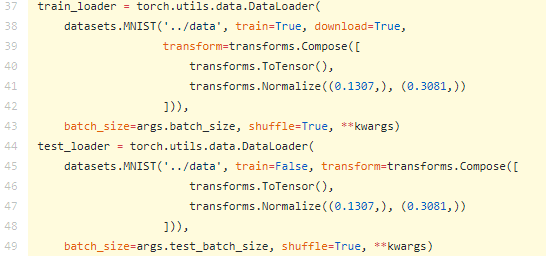 37 train_loader = torch.utils.data.DataLoader(
38     datasets.MNIST('../data', train=True, download=True,
39                    transform=transforms.Compose([
40                        transforms.ToTensor(),
41                        transforms.Normalize((0.1307,), (0.3081,))
42                    ])),
43     batch_size=args.batch_size, shuffle=True, **kwargs)
44 test_loader = torch.utils.data.DataLoader(
45     datasets.MNIST('../data', train=False, transform=transforms.Compose([
46                        transforms.ToTensor(),
47                        transforms.Normalize((0.1307,), (0.3081,))
48                    ])),
49     batch_size=args.test_batch_size, shuffle=True, **kwargs)